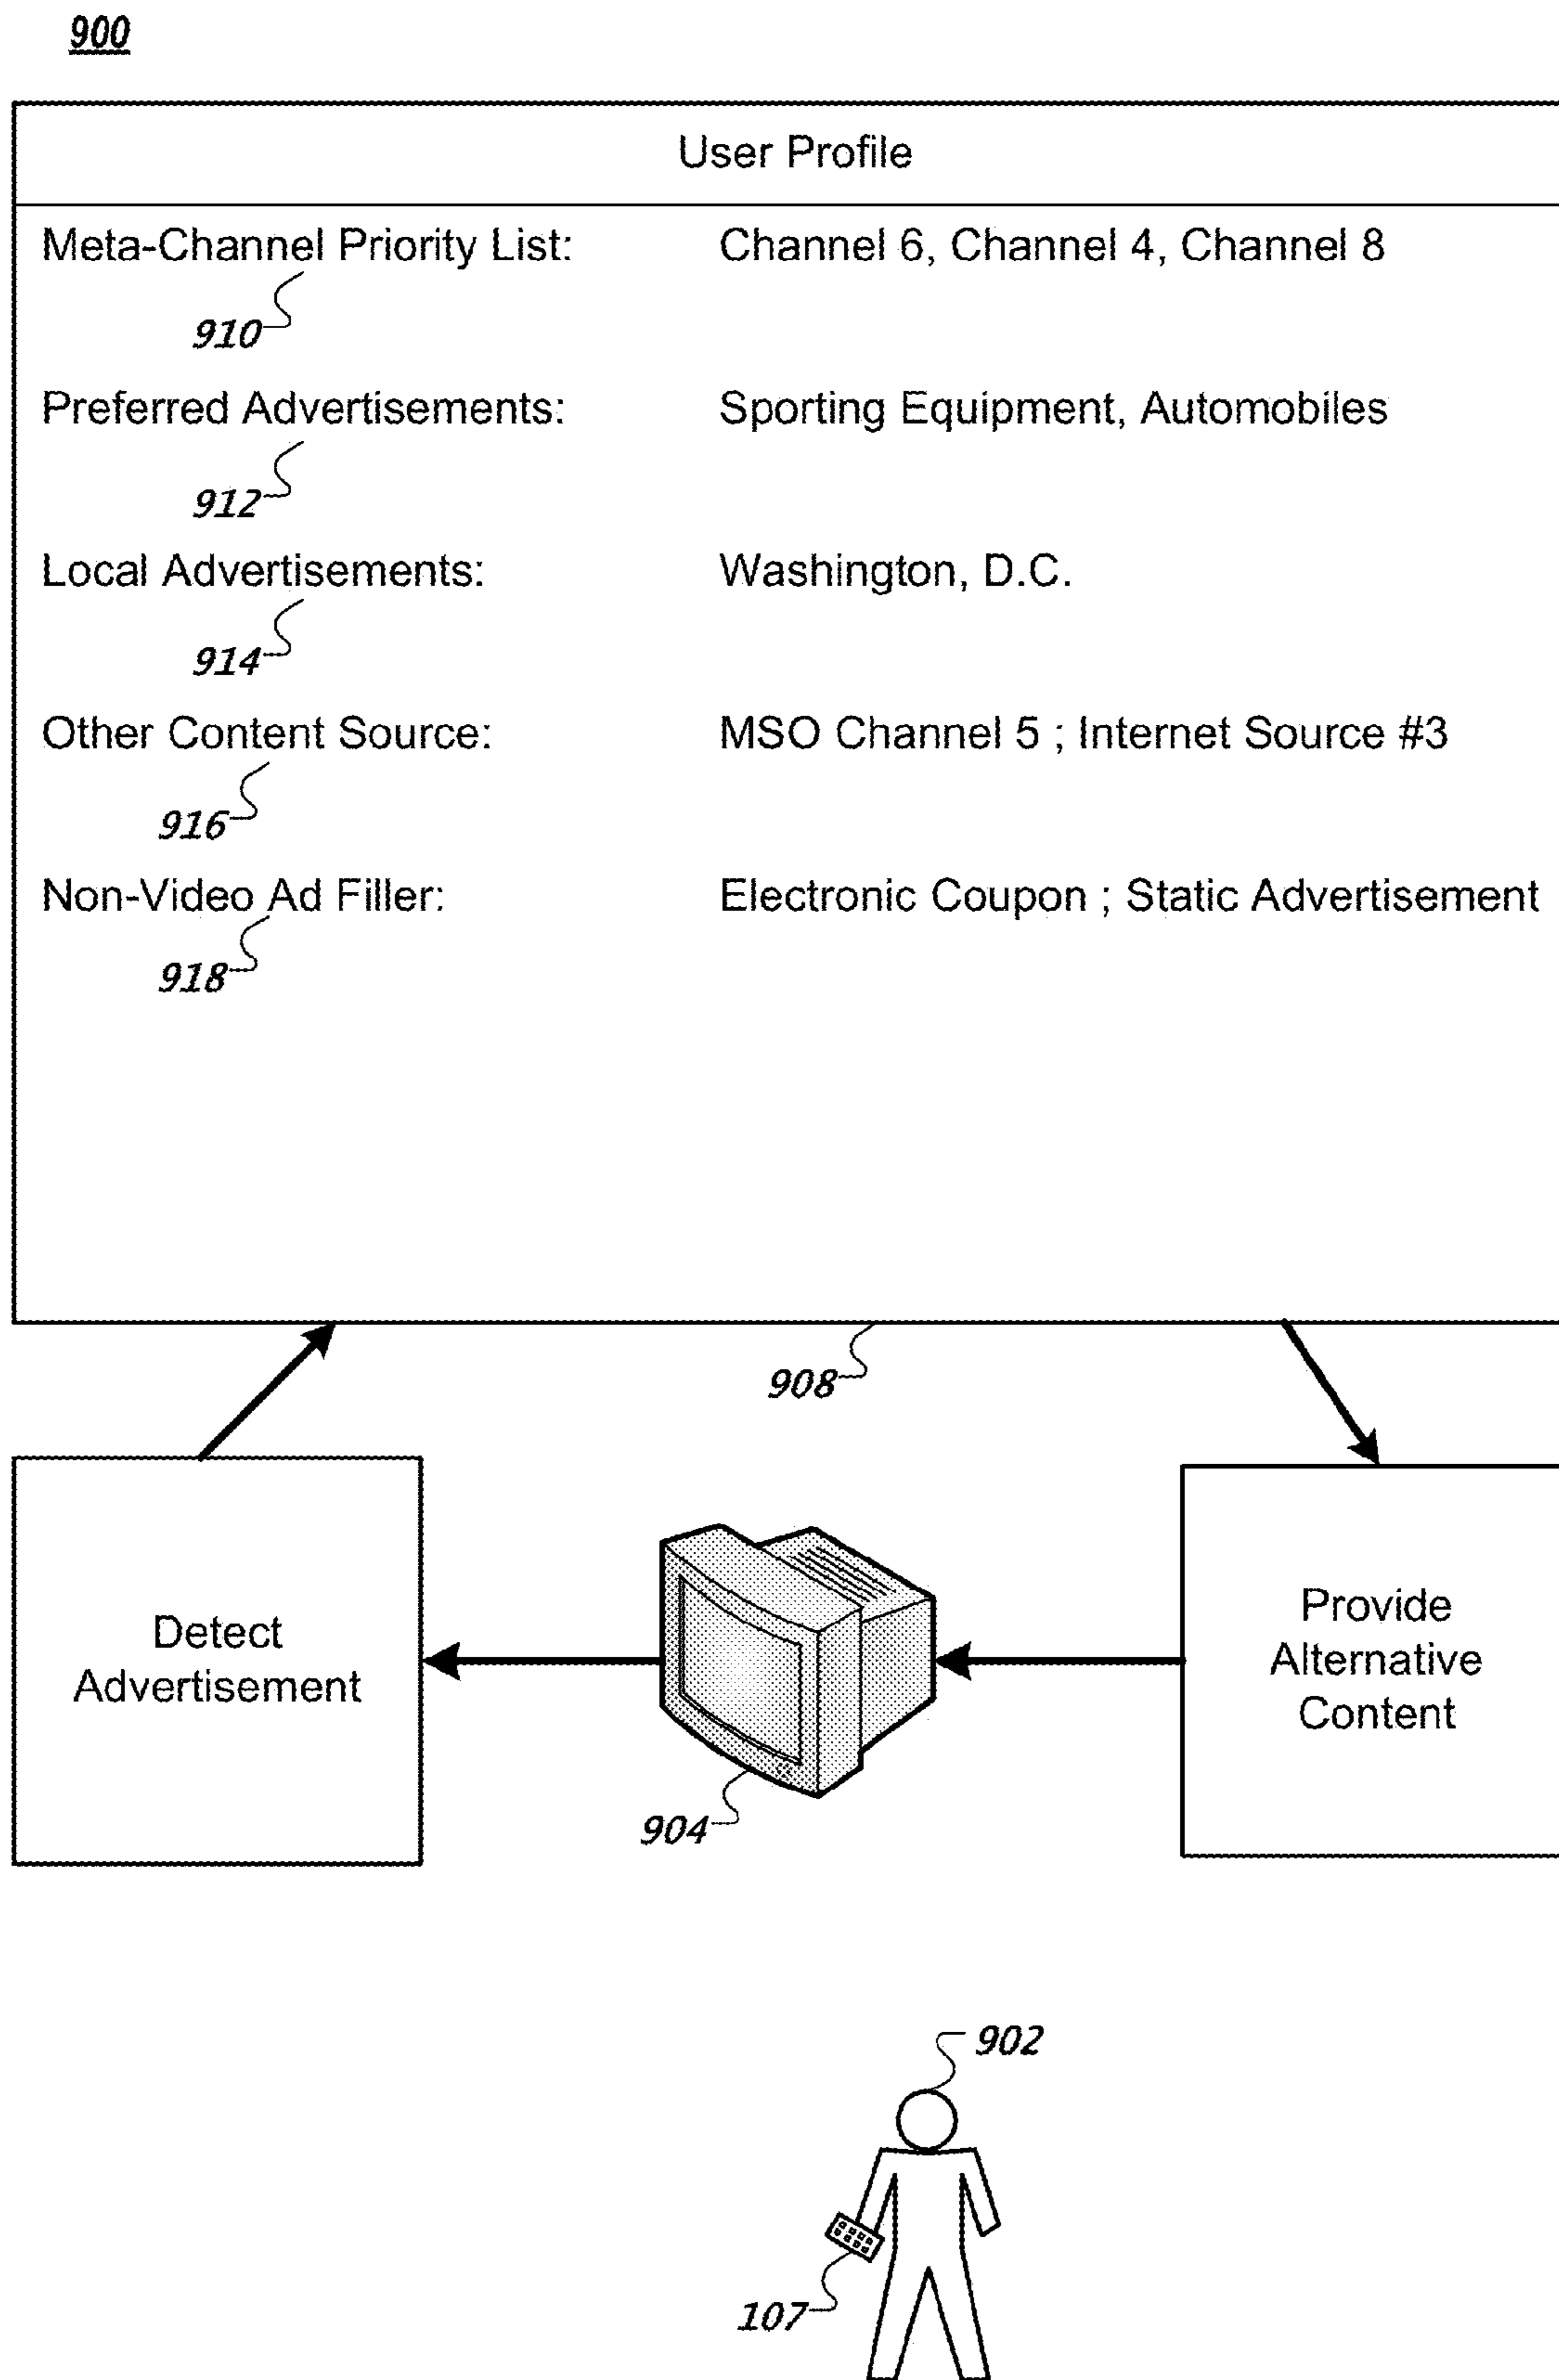 900
User Profile
Meta-Channel Priority List: Channel 6, Channel 4, Channel 8
910
Preferred Advertisements: Sporting Equipment, Automobiles
912
Local Advertisements: Washington, D.C.
914
Other Content Source: MSO Channel 5 ; Internet Source #3
916
Non-Video Ad Filler: Electronic Coupon ; Static Advertisement
918
908
Detect
Advertisement
Provide
Alternative
Content
904
902
107